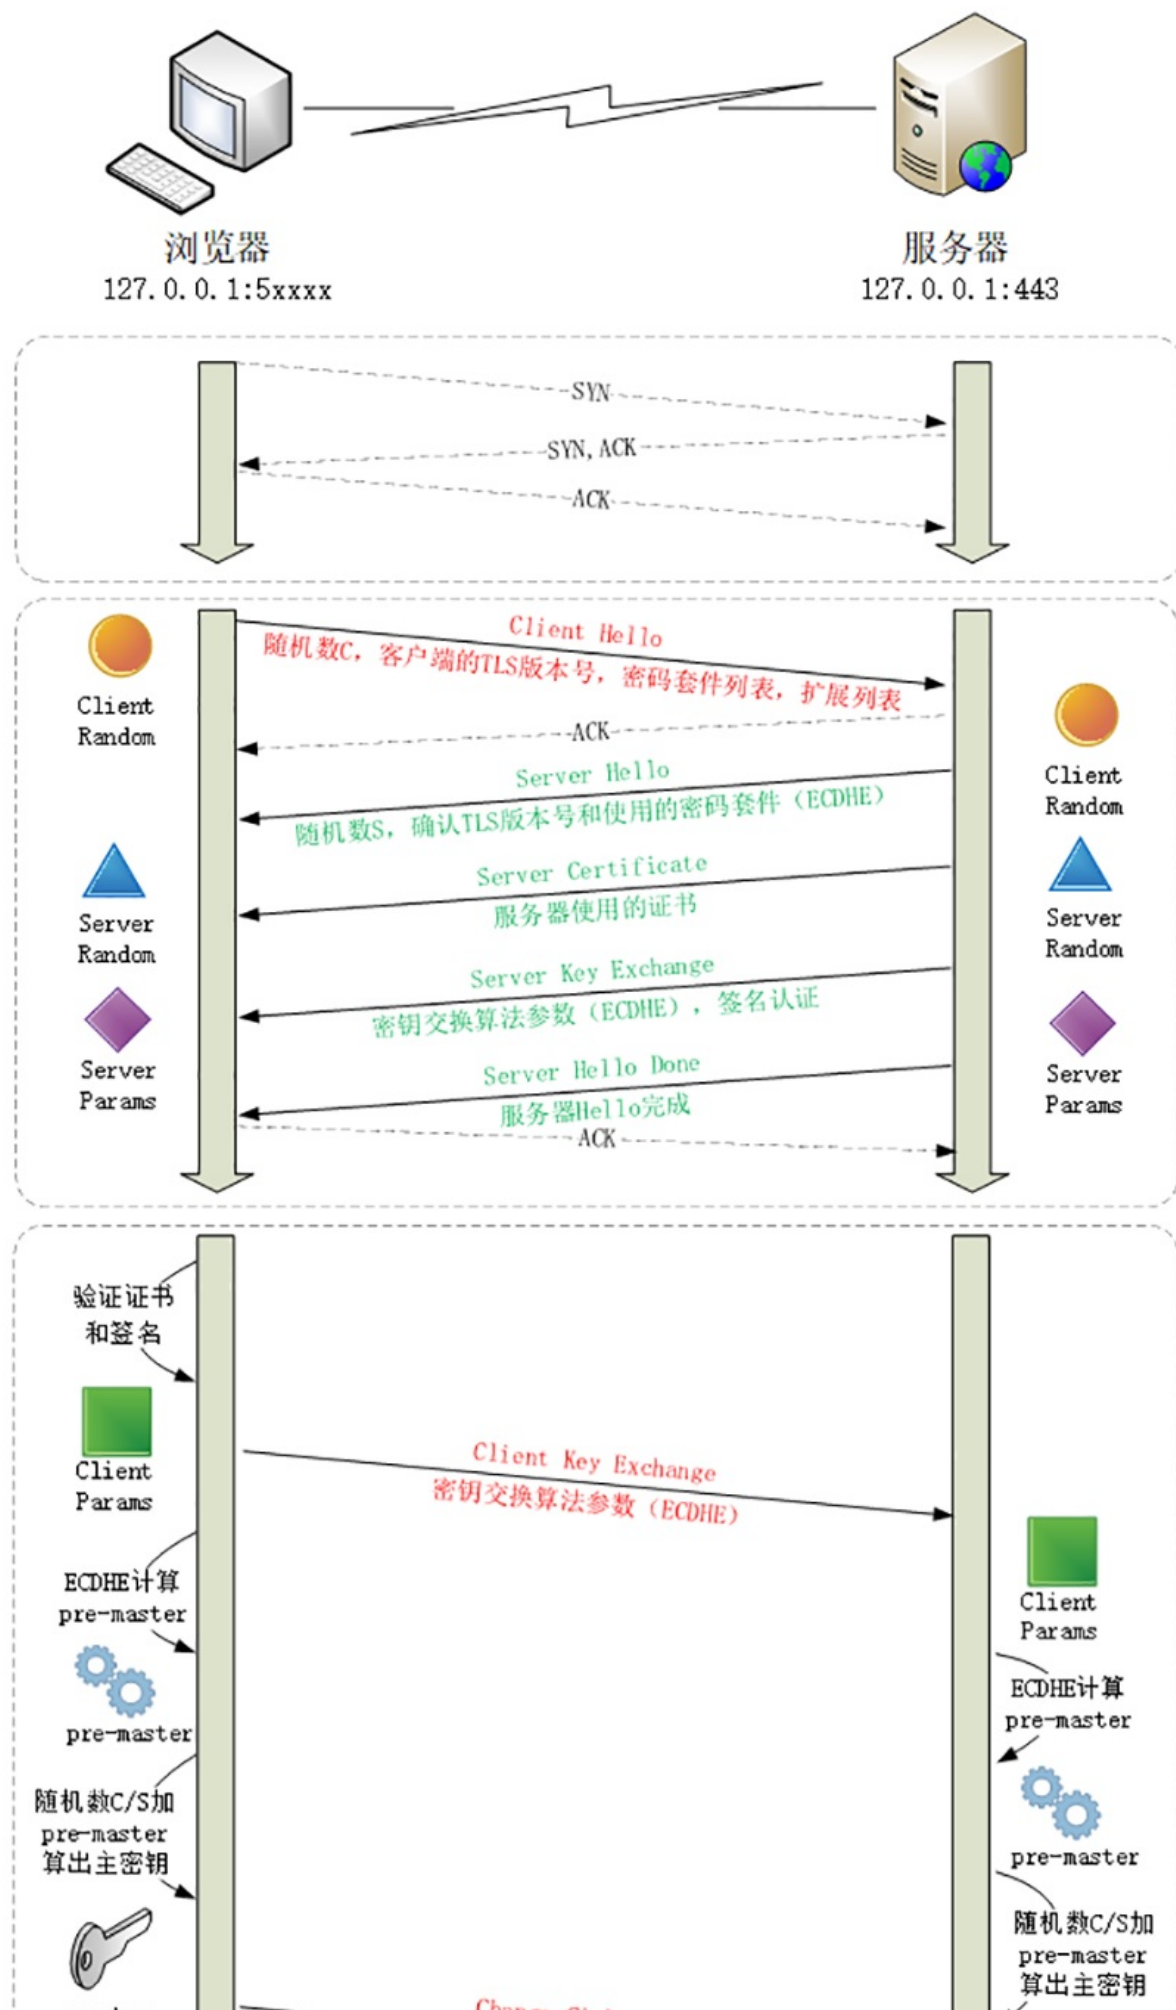 浏览器
服务器
127.0.0.1:5xxxx
127.0.0.1:443
SYN
SYN,ACK
ACK
Client Hello
随机数C，客户端的TLS版本号，密码套件列表，扩展列表
Client
Random
ACK
Client
Random
Server Hello
随机数S，确认TLS版本号和使用的密码套件（ECDHE）
Server Certificate
服务器使用的证书
Server
Random
Server
Random
Server Key Exchange
密钥交换算法参数（ECDHE），签名认证
Server
Params
Server
Params
Server Hello Done
服务器Hello完成
ACK
验证证书
和签名
Client
Params
Client Key Exchange
密钥交换算法参数（ECDHE）
Client
Params
ECDHE计算
pre-master
pre-master
ECDHE计算
pre-master
随机数C/S加
pre-master
算出主密钥
pre-master
随机数C/S加
pre-master
算出主密钥